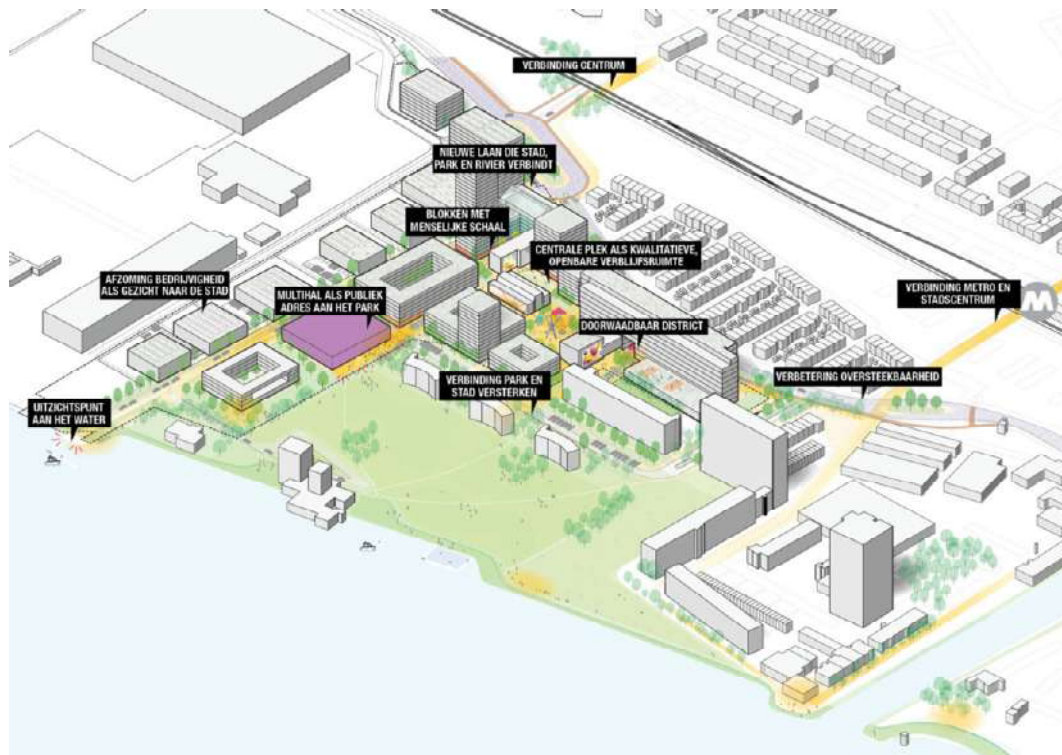 VERBINDING CENTRUM
NIEUWE LAAN DIE STAD,
PARK EN RIVIER VERBINDT
BLOKKEN MET
MENSELIJKE SCHAAL
CENTRALE PLEK ALS KWALITATIEVE,
OPENBARE VERBLIJFSRUIMTE
AFZOMING BEDRIJVIGHEID
ALS GEZICHT NAAR DE STAD
MULTIHAL ALS PUBLIEK
ADRES AAN HET PARK
VERBINDING METRO EN
STADSCENTRUM
M
DOORWAADBAAR DISTRICT
VERBINDING PARK EN
STAD VERSTERKEN
VERBETERING OVERSTEEKBAARHEID
UITZICHTSPUNT
AAN HET WATER